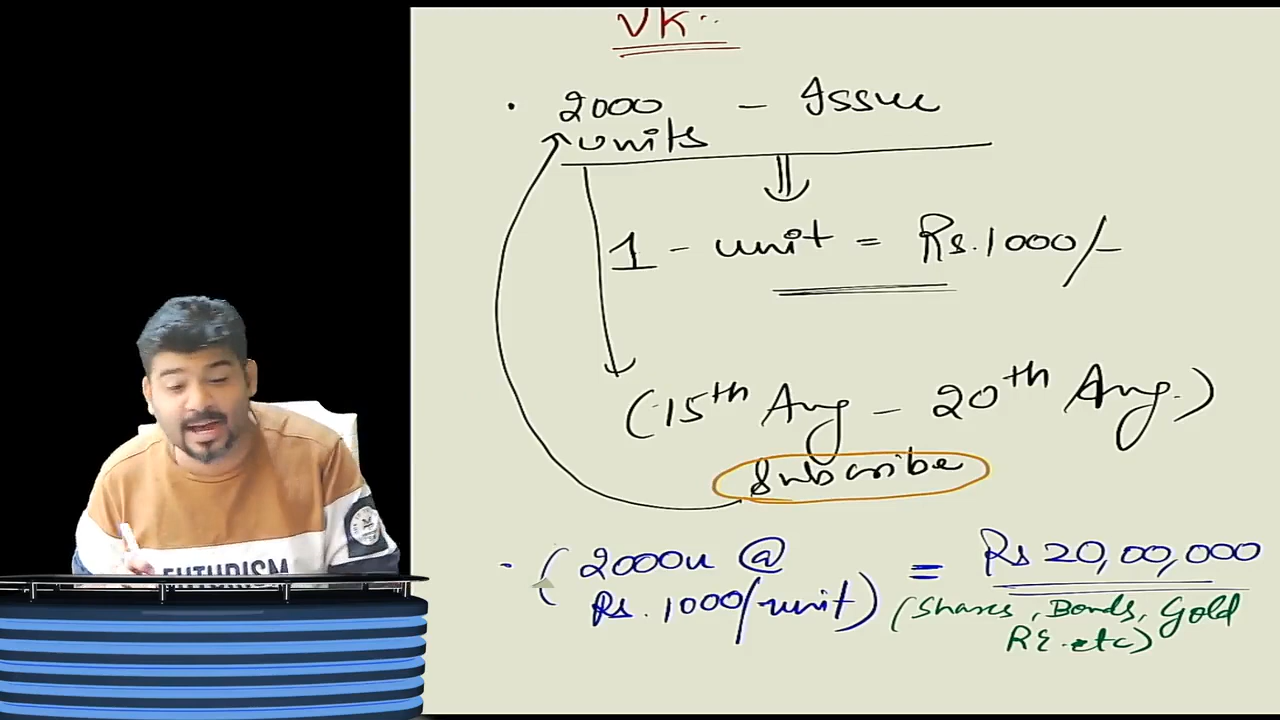 VK
· 2000 – Issue
units
1 – unit = Rs.1000/-
(15th Aug – 20th Aug.)
Subscribe
· (2000u @ = Rs 20,00,000
Rs. 1000/unit) (Shares, Bonds, Gold
RE. etc)
FUTURISM